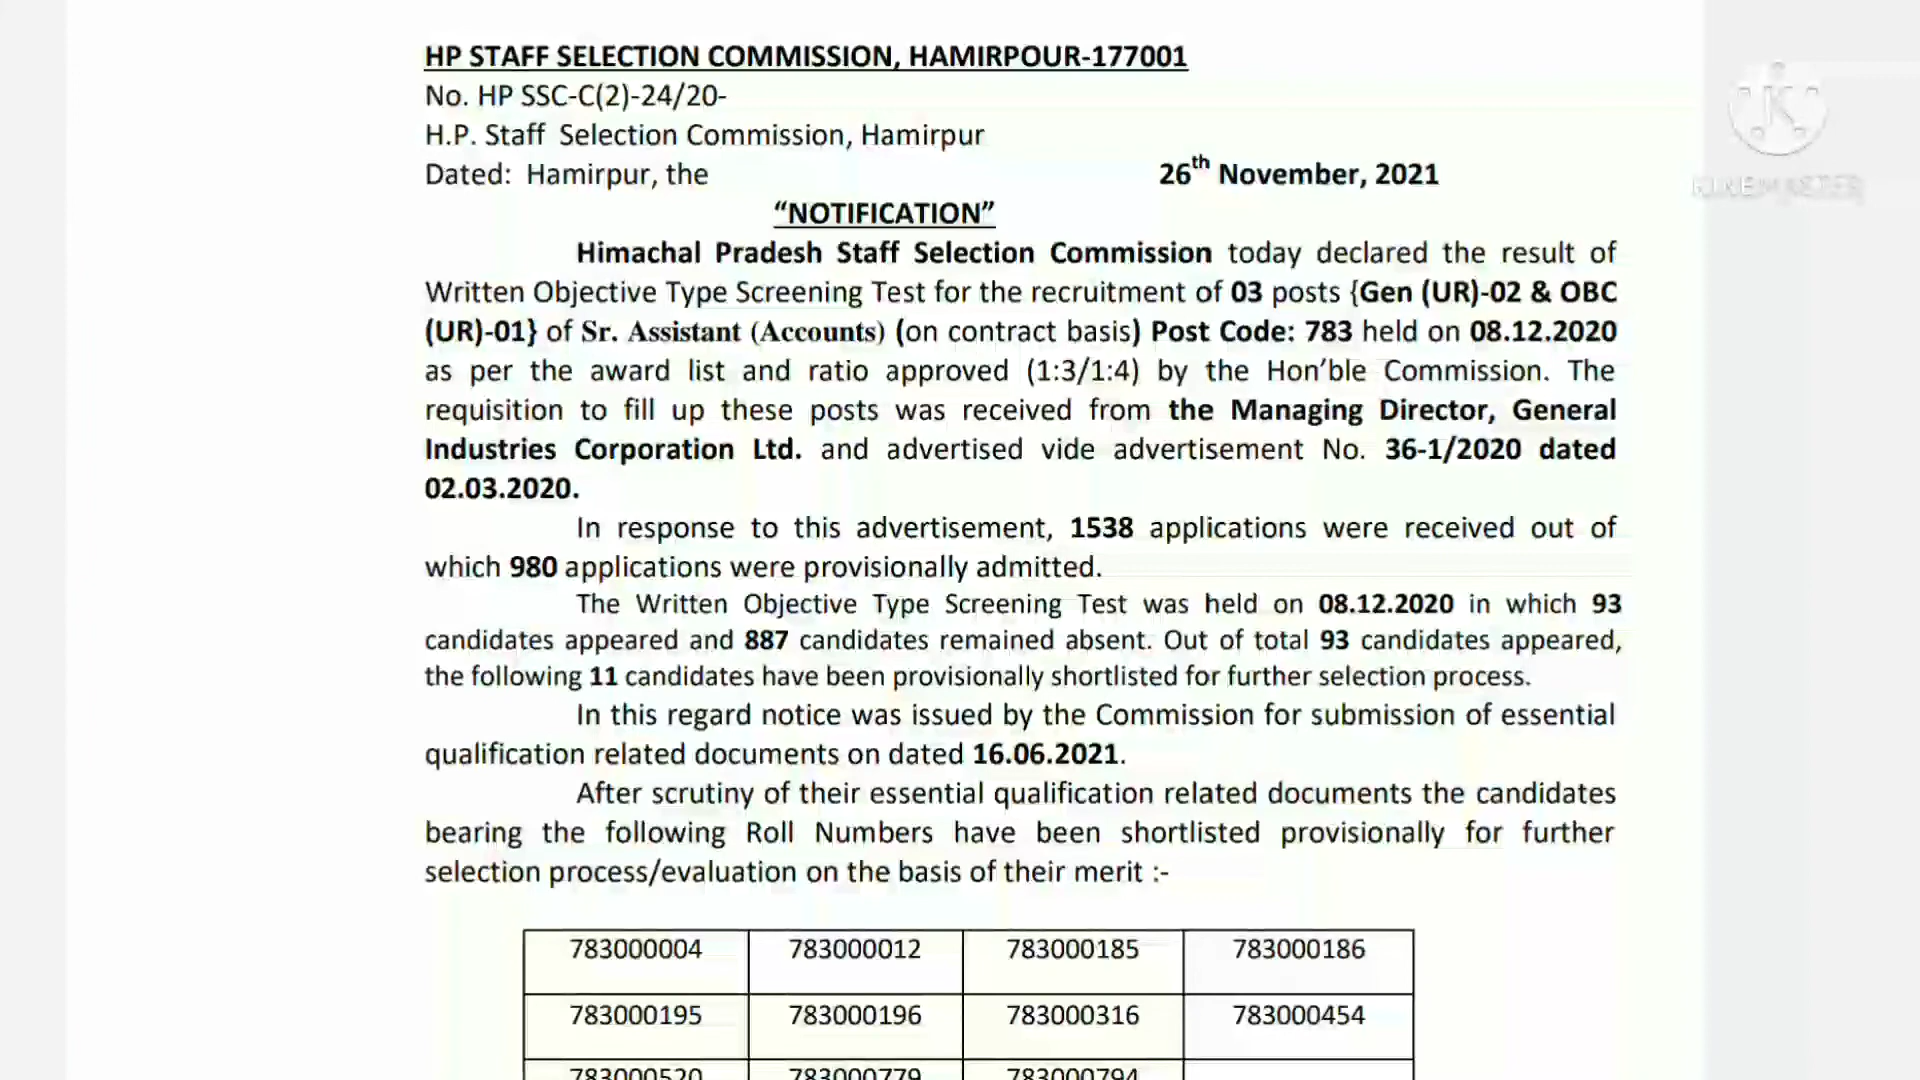 HP STAFF SELECTION COMMISSION, HAMIRPOUR-177001
No. HP SSC-C(2)-24/20-
H.P. Staff Selection Commission, Hamirpur
Dated: Hamirpur, the 26th November, 2021
“NOTIFICATION”
Himachal Pradesh Staff Selection Commission today declared the result of
Written Objective Type Screening Test for the recruitment of 03 posts {Gen (UR)-02 & OBC
(UR)-01} of Sr. Assistant (Accounts) (on contract basis) Post Code: 783 held on 08.12.2020
as per the award list and ratio approved (1:3/1:4) by the Hon’ble Commission. The
requisition to fill up these posts was received from the Managing Director, General
Industries Corporation Ltd. and advertised vide advertisement No. 36-1/2020 dated
02.03.2020.
In response to this advertisement, 1538 applications were received out of
which 980 applications were provisionally admitted.
The Written Objective Type Screening Test was held on 08.12.2020 in which 93
candidates appeared and 887 candidates remained absent. Out of total 93 candidates appeared,
the following 11 candidates have been provisionally shortlisted for further selection process.
In this regard notice was issued by the Commission for submission of essential
qualification related documents on dated 16.06.2021.
After scrutiny of their essential qualification related documents the candidates
bearing the following Roll Numbers have been shortlisted provisionally for further
selection process/evaluation on the basis of their merit :-
783000004 783000012 783000185 783000186
783000195 783000196 783000316 783000454
783000520 783000779 783000794
K
KINEMASTER